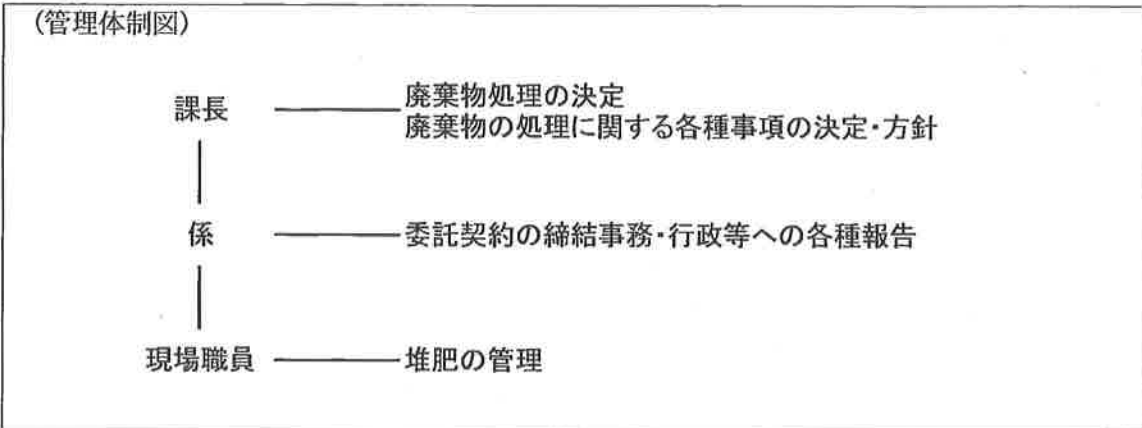 (管理体制図)
課長
廃棄物処理の決定
廃棄物の処理に関する各種事項の決定・方針
係
委託契約の締結事務・行政等への各種報告
現場職員
堆肥の管理